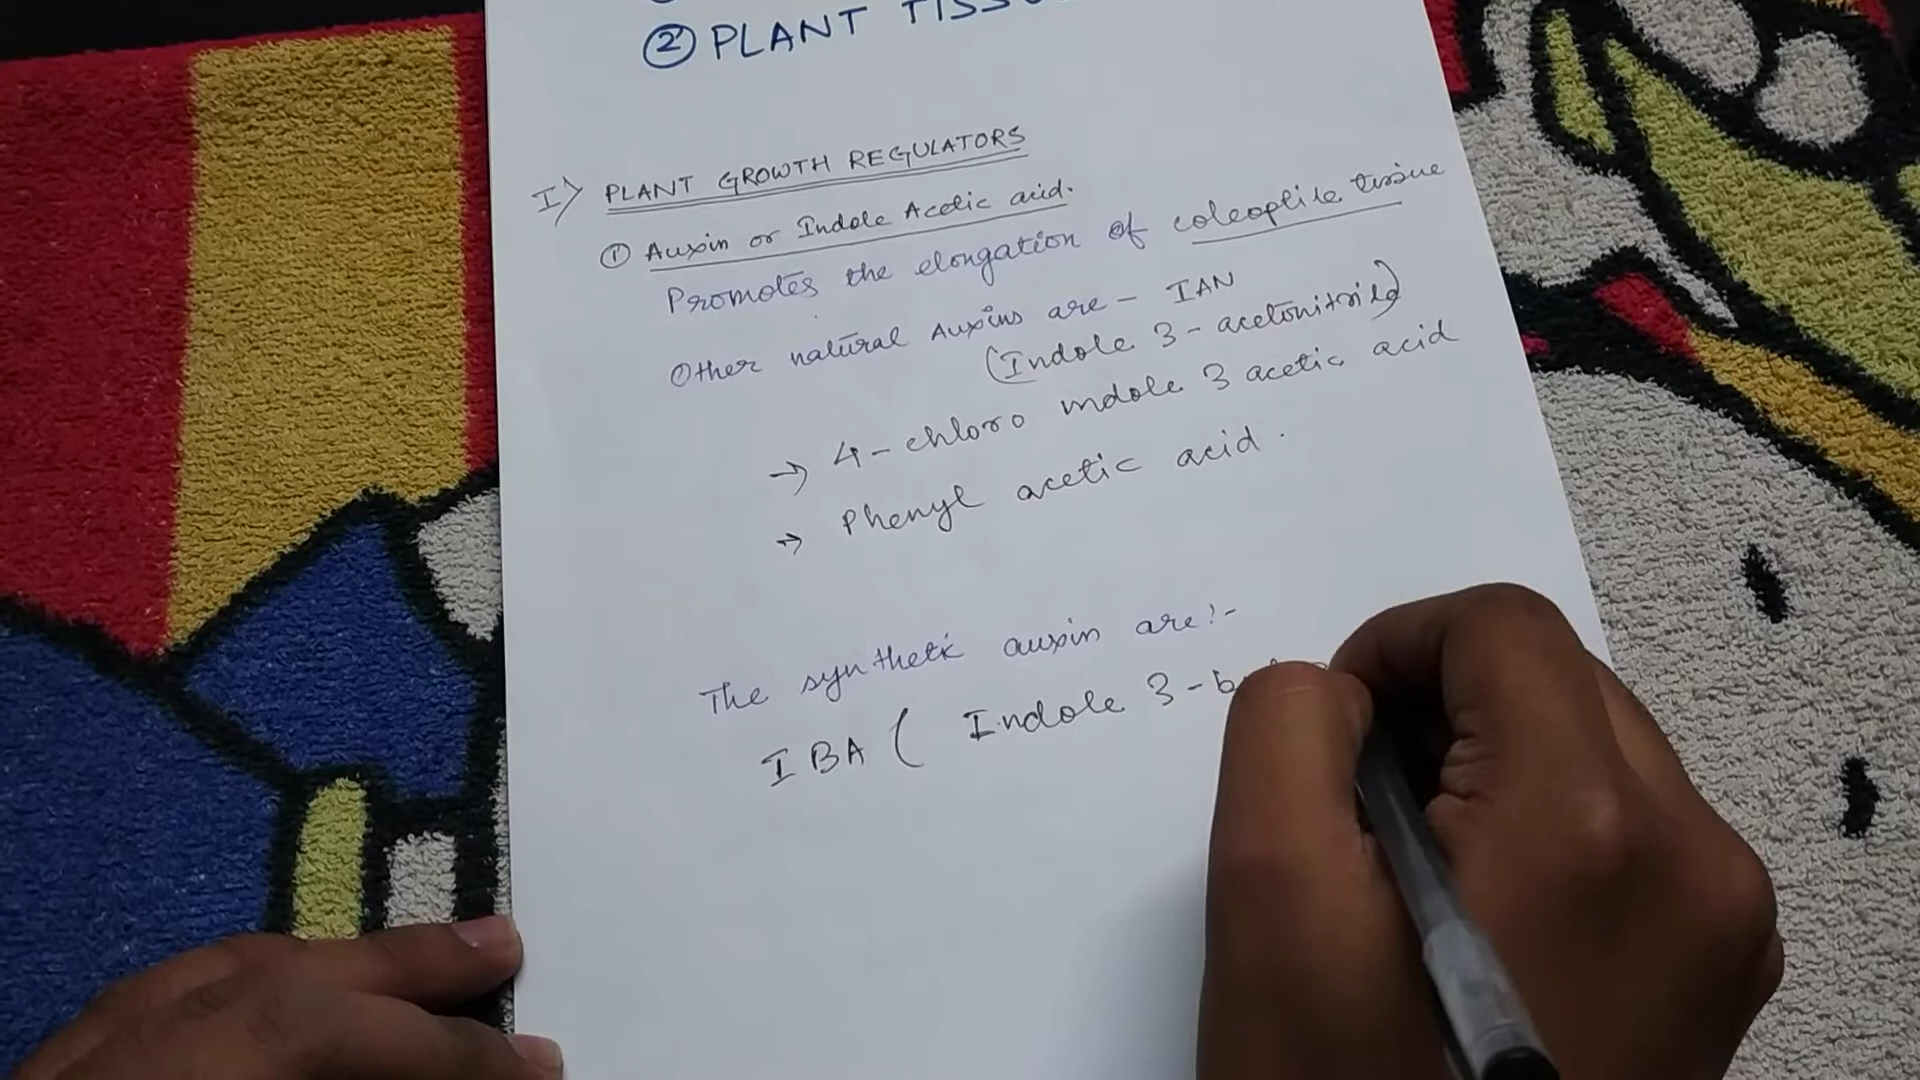 ② PLANT
I> PLANT GROWTH REGULATORS
① Auxin or Indole Acetic acid.
Promotes the elongation of coleoptile tissue
Other natural Auxins are - IAN
(Indole 3-acetonitrile)
→ 4-chloro indole 3 acetic acid
→ Phenyl acetic acid.
The synthetic auxin are:-
IBA ( Indole 3-